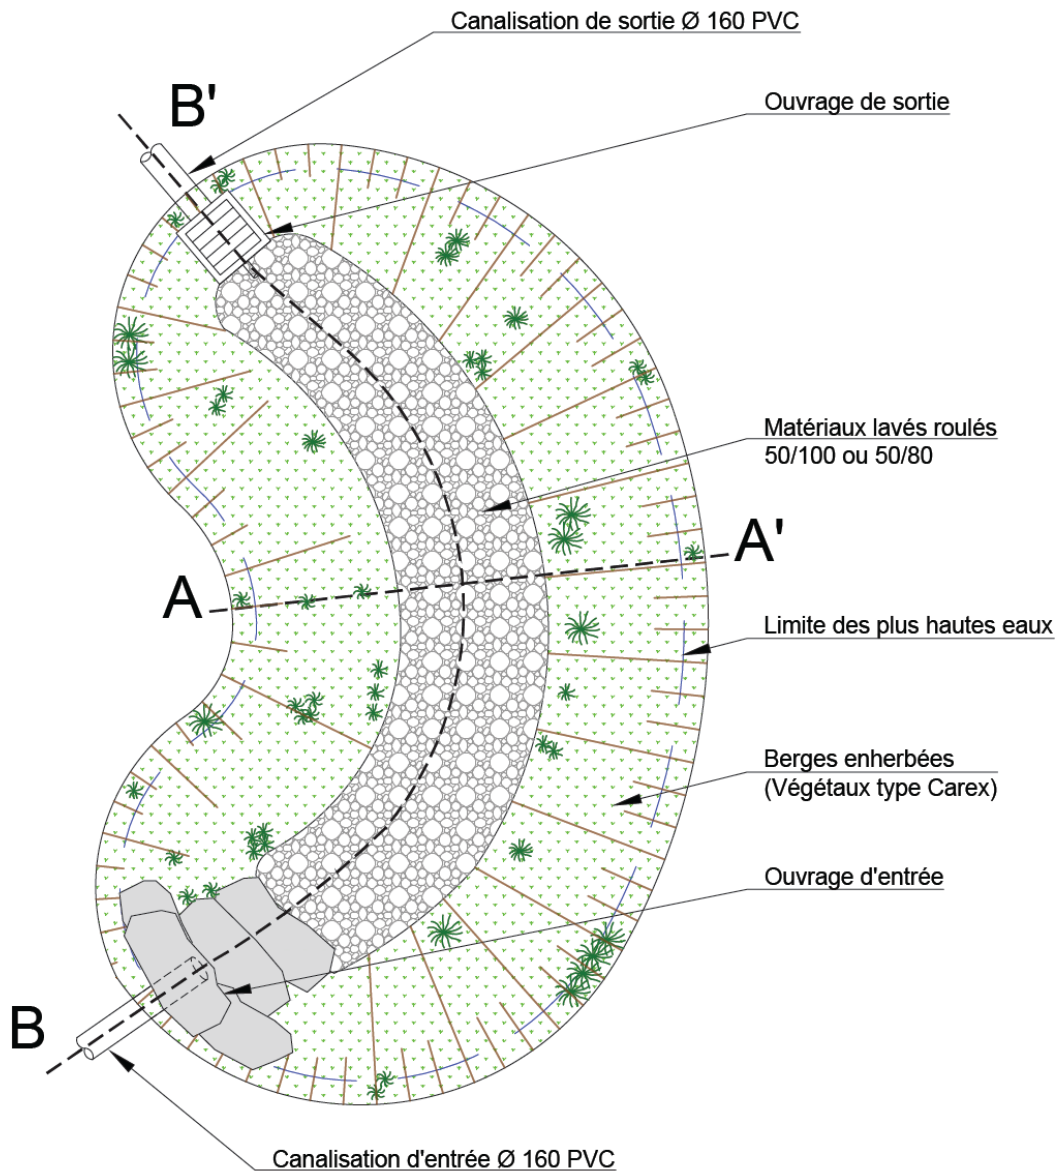 Canalisation de sortie Ø 160 PVC
B'
Ouvrage de sortie
Matériaux lavés roulés
50/100 ou 50/80
A'
A
Limite des plus hautes eaux
Berges enherbées
(Végétaux type Carex)
Ouvrage d'entrée
B
Canalisation d'entrée Ø 160 PVC